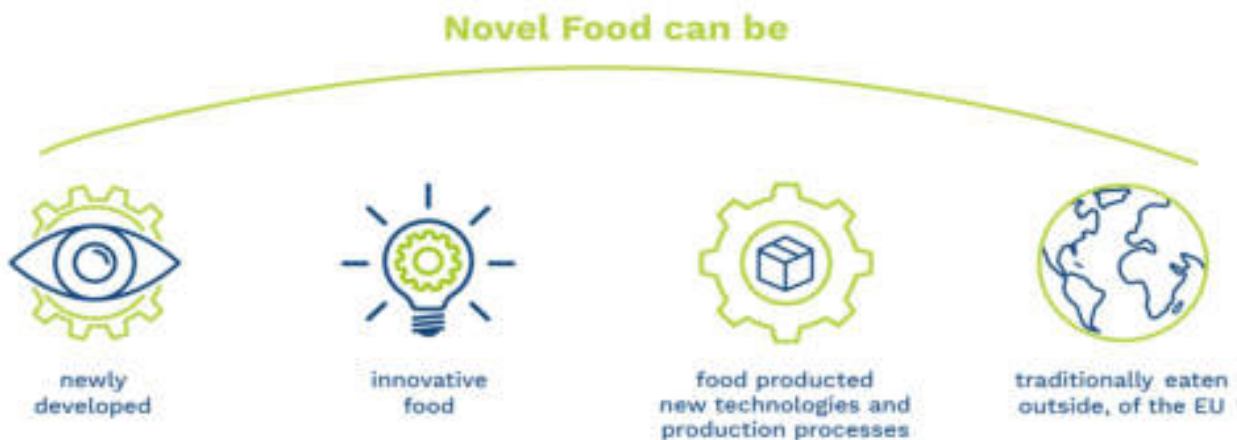 Novel Food can be
newly
developed
innovative
food
food producted
new technologies and
production processes
traditionally eaten
outside, of the EU